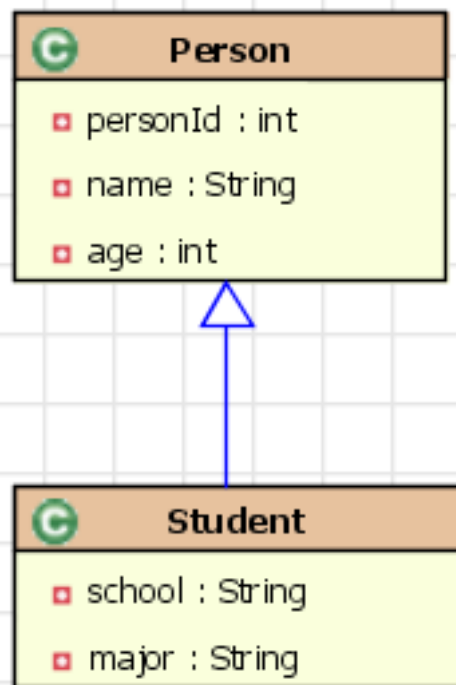 C Person
personId : int
name : String
age : int
C Student
school : String
major : String